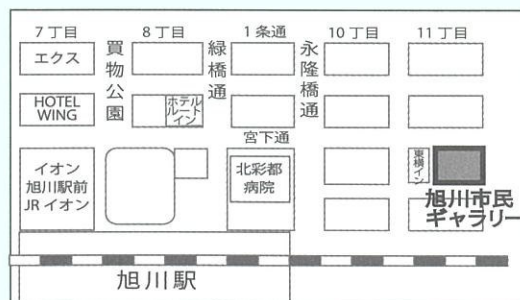 7丁目
8丁目
1条通
10丁目
11丁目
エクス
買物公園
緑橋通
永隆橋通
HOTEL
WING
ホテル
ルート
イン
宮下通
イオン
旭川駅前
JRイオン
北彩都
病院
東横イン
旭川市民
ギャラリー
旭川駅